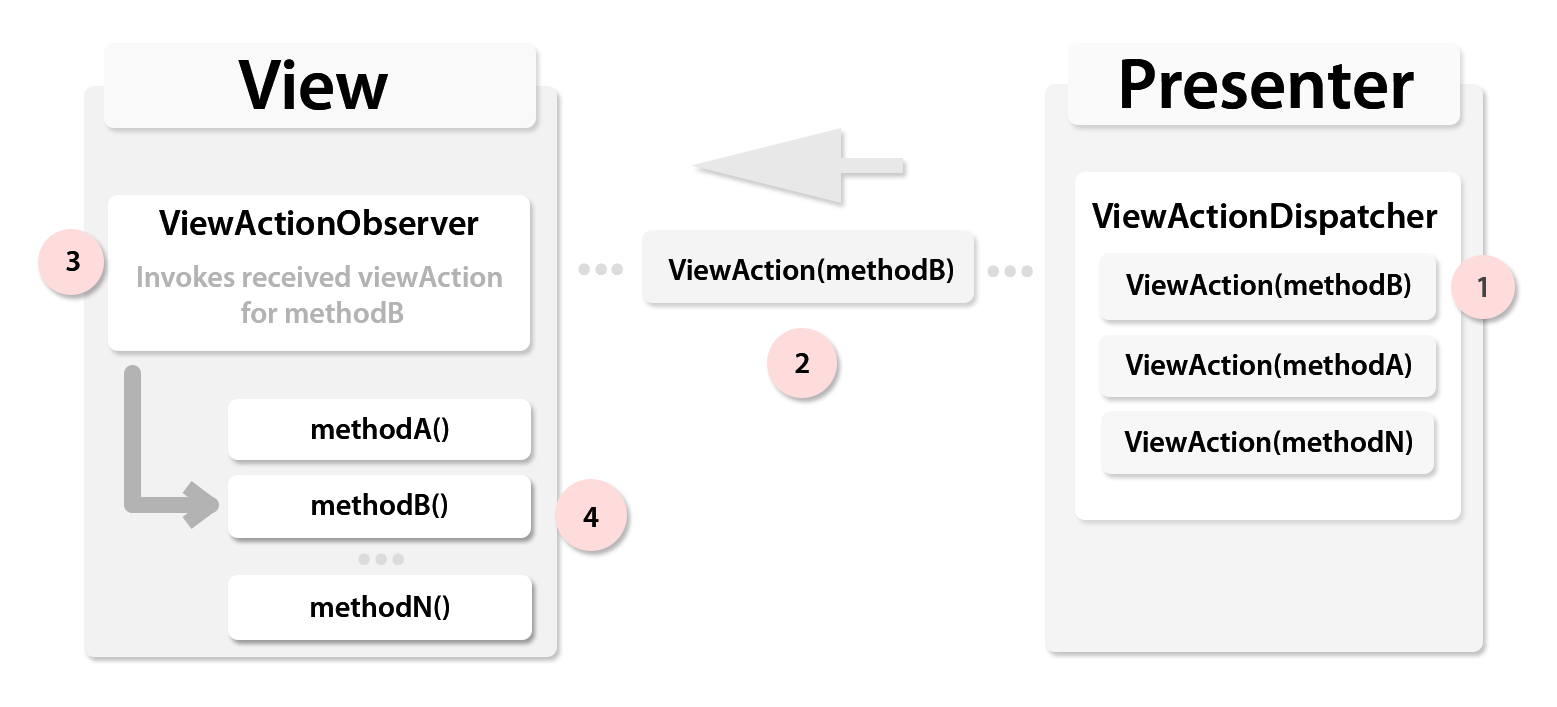 View
ViewActionObserver
Invokes received viewAction
for methodB
3
methodA()
methodB()
4
methodN()
ViewAction(methodB)
2
Presenter
ViewActionDispatcher
ViewAction(methodB)
1
ViewAction(methodA)
ViewAction(methodN)